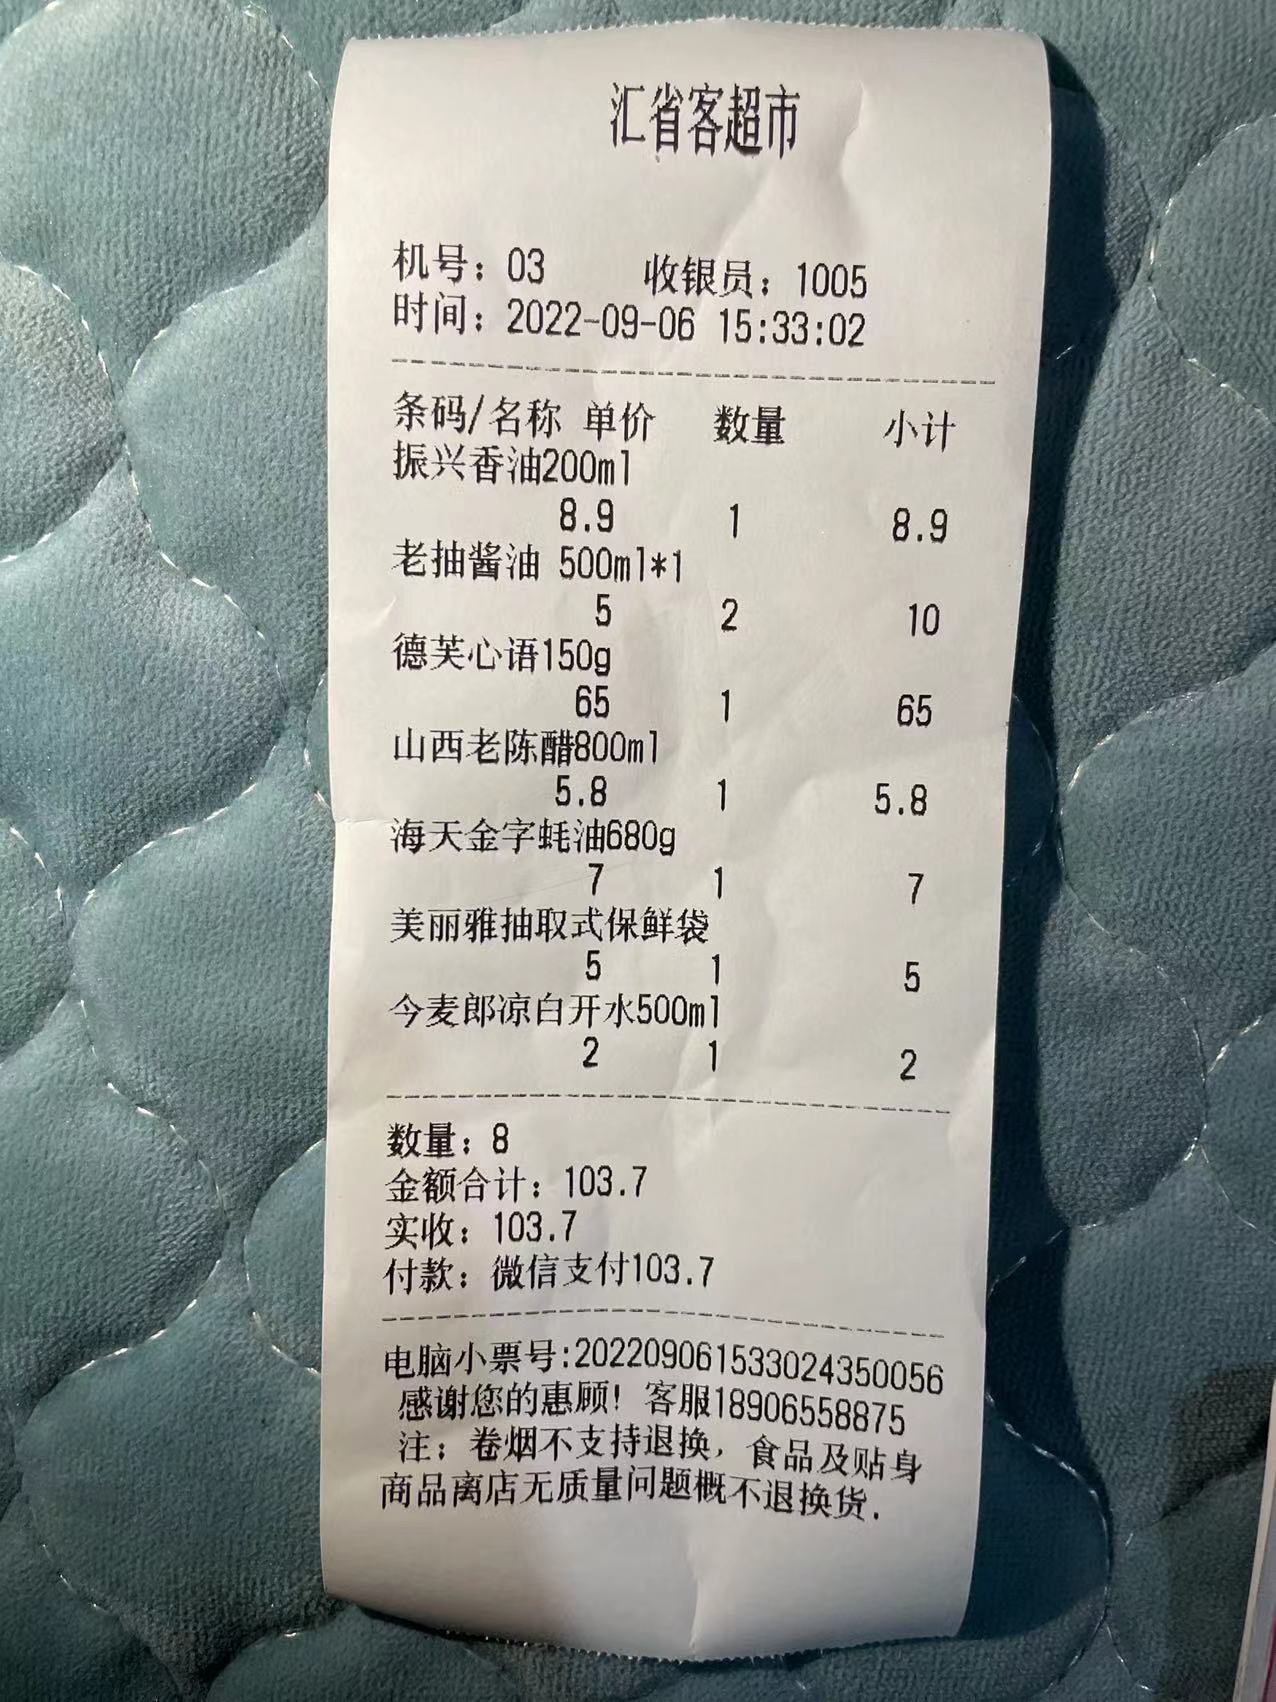 汇省客超市
机号：03 收银员：1005
时间：2022-09-06 15:33:02
条码/名称 单价 数量 小计
振兴香油200ml
8.9 1 8.9
老抽酱油 500ml*1
5 2 10
德芙心语150g
65 1 65
山西老陈醋800ml
5.8 1 5.8
海天金字蚝油680g
7 1 7
美丽雅抽取式保鲜袋
5 1 5
今麦郎凉白开水500ml
2 1 2
数量：8
金额合计：103.7
实收：103.7
付款：微信支付103.7
电脑小票号:202209061533024350056
感谢您的惠顾！客服18906558875
注：卷烟不支持退换，食品及贴身
商品离店无质量问题概不退换货.